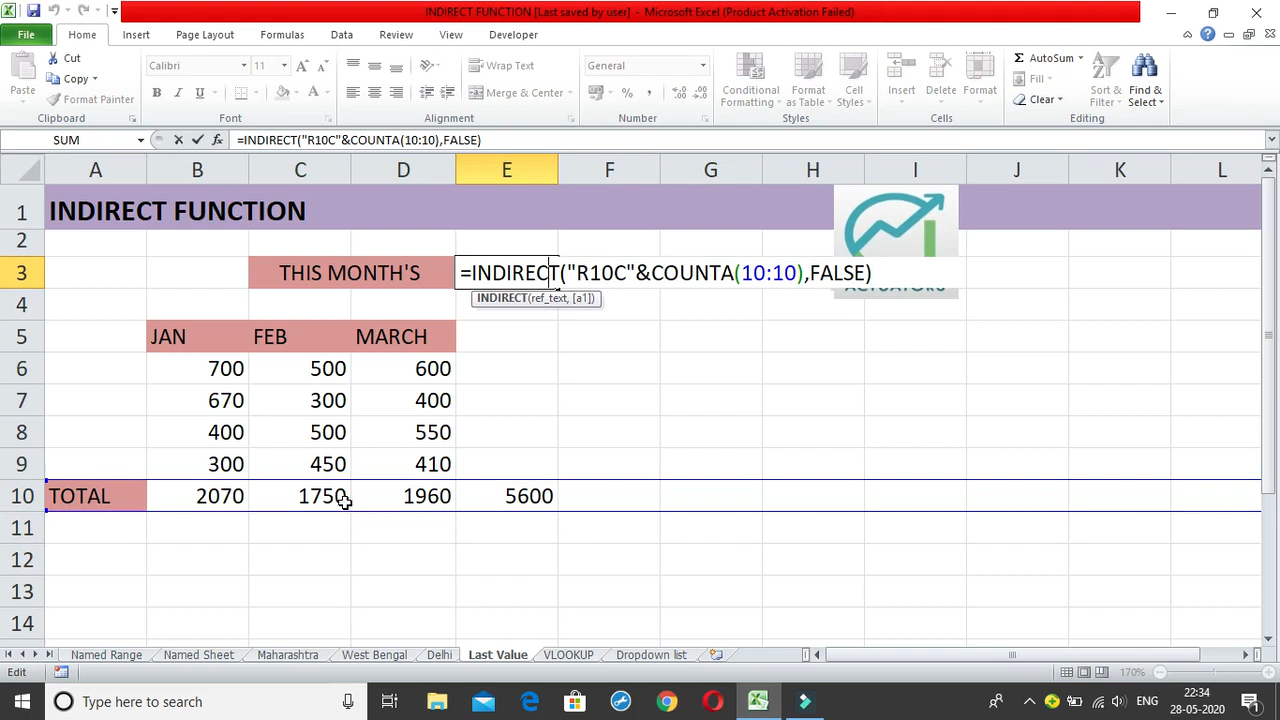 INDIRECT FUNCTION [Last saved by user] - Microsoft Excel (Product Activation Failed)
File Home Insert Page Layout Formulas Data Review View Developer
Cut
Copy
Format Painter
Paste
Clipboard
Calibri 11
B I U
Font
Wrap Text
Merge & Center
Alignment
General
Number
Conditional Formatting
Format as Table
Cell Styles
Styles
Insert Delete Format
Cells
AutoSum
Fill
Clear
Sort & Filter
Find & Select
Editing
SUM =INDIRECT("R10C"&COUNTA(10:10),FALSE)
A B C D E F G H I J K L
1 INDIRECT FUNCTION
2
3 THIS MONTH'S =INDIRECT("R10C"&COUNTA(10:10),FALSE)
INDIRECT(ref_text, [a1])
4
5 JAN FEB MARCH
6 700 500 600
7 670 300 400
8 400 500 550
9 300 450 410
10 TOTAL 2070 1750 1960 5600
11
12
13
14
Named Range Named Sheet Maharashtra West Bengal Delhi Last Value VLOOKUP Dropdown list
Edit 170%
Type here to search
ENG 22:34
28-05-2020